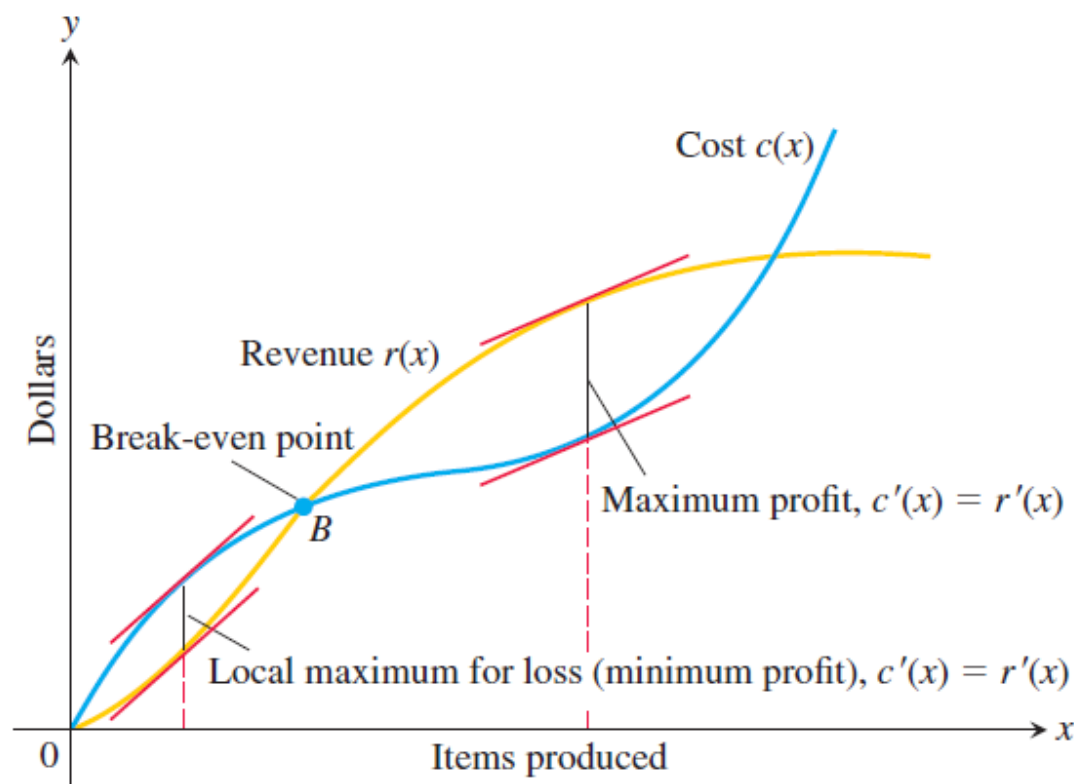 y
Cost c(x)
Revenue r(x)
Dollars
Break-even point
B
Maximum profit, c′(x) = r′(x)
Local maximum for loss (minimum profit), c′(x) = r′(x)
0
Items produced
x